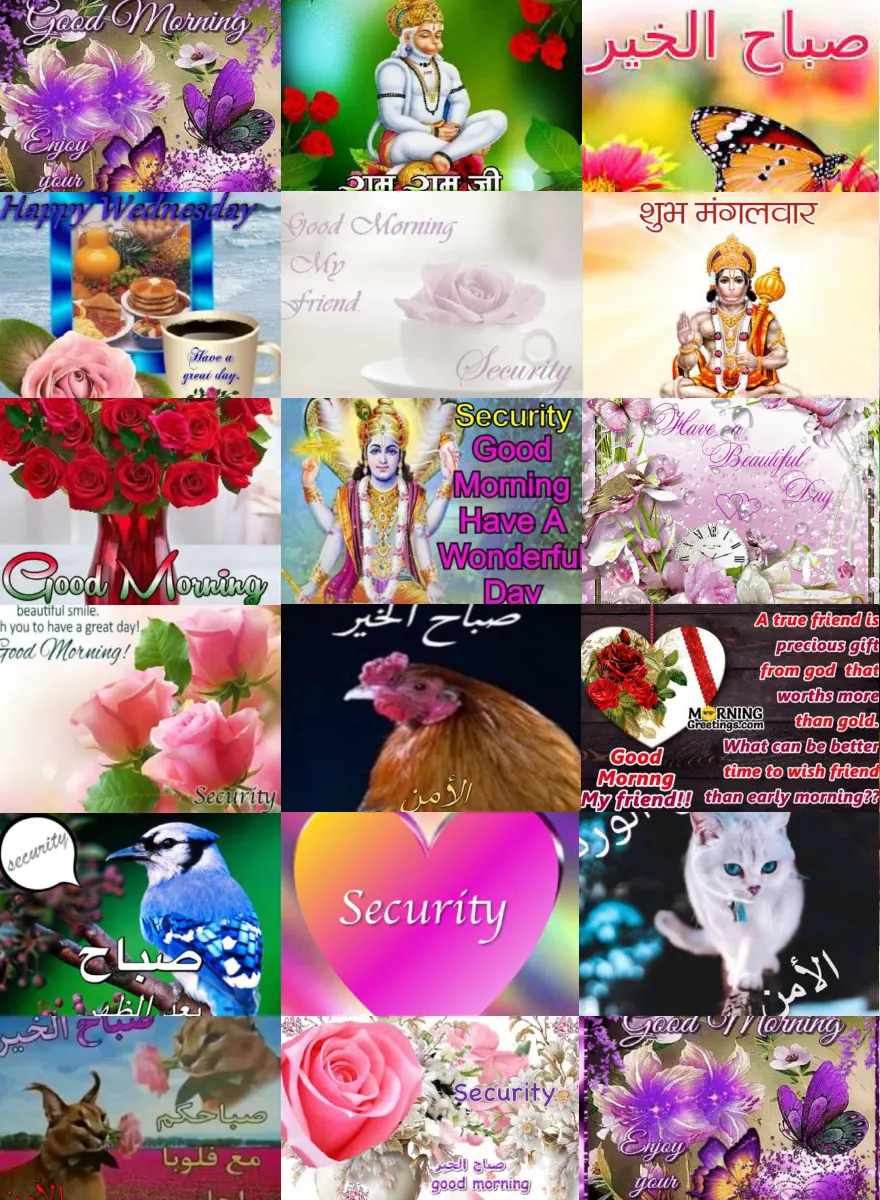 Good Morning
Enjoy
your
राम राम जी
صباح الخير
Happy Wednesday
Have a
great day.
Good Morning
My
Friend.
Security
शुभ मंगलवार
Good Morning
Security
Good
Morning
Have A
Wonderful
Day
Have a
Beautiful
Day
beautiful smile.
h you to have a great day!
Good Morning!
Security
صباح الخير
الأمن
A true friend is
precious gift
from god that
worths more
than gold.
What can be better
time to wish friend
than early morning??
MORNING
Greetings.com
Good
Mornng
My friend!!
security
صباح
بعد الظهر
Security
الأمن
صباح الخير
صباحكم
مع قلوبا
Security
صباح الخير
good morning
Good Morning
Enjoy
your